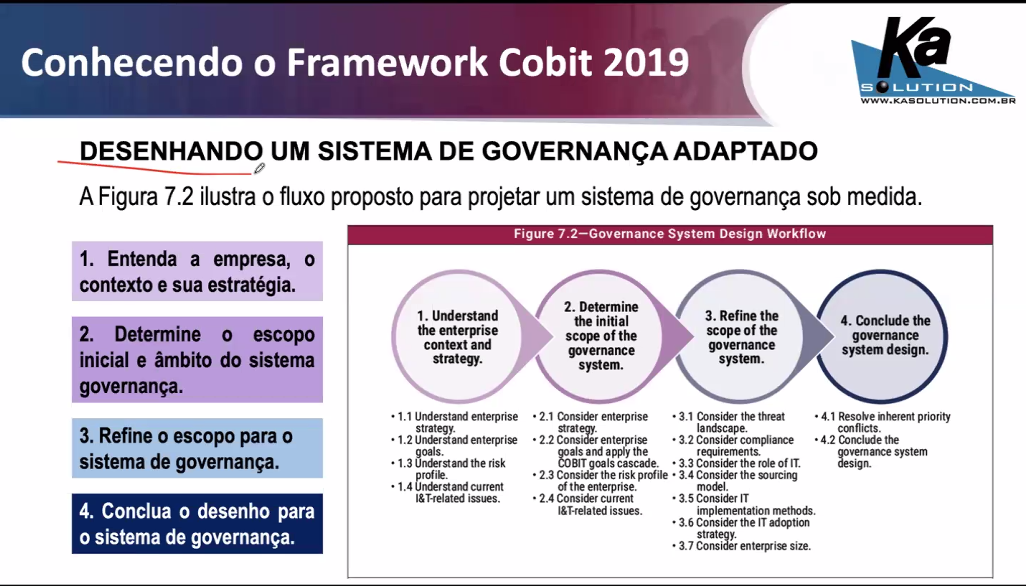 Conhecendo o Framework Cobit 2019
Ka
SOLUTION
WWW.KASOLUTION.COM.BR
DESENHANDO UM SISTEMA DE GOVERNANÇA ADAPTADO
A Figura 7.2 ilustra o fluxo proposto para projetar um sistema de governança sob medida.
1. Entenda a empresa, o
contexto e sua estratégia.
2. Determine o escopo
inicial e âmbito do sistema
governança.
3. Refine o escopo para o
sistema de governança.
4. Conclua o desenho para
o sistema de governança.
Figure 7.2—Governance System Design Workflow
1. Understand
the enterprise
context and
strategy.
2. Determine
the initial
scope of the
governance
system.
3. Refine the
scope of the
governance
system.
4. Conclude the
governance
system design.
• 1.1 Understand enterprise
strategy.
• 1.2 Understand enterprise
goals.
• 1.3 Understand the risk
profile.
• 1.4 Understand current
I&T-related issues.
• 2.1 Consider enterprise
strategy.
• 2.2 Consider enterprise
goals and apply the
COBIT goals cascade.
• 2.3 Consider the risk profile
of the enterprise.
• 2.4 Consider current
I&T-related issues.
• 3.1 Consider the threat
landscape.
• 3.2 Consider compliance
requirements.
• 3.3 Consider the role of IT.
• 3.4 Consider the sourcing
model.
• 3.5 Consider IT
implementation methods.
• 3.6 Consider the IT adoption
strategy.
• 3.7 Consider enterprise size.
• 4.1 Resolve inherent priority
conflicts.
• 4.2 Conclude the
governance system
design.